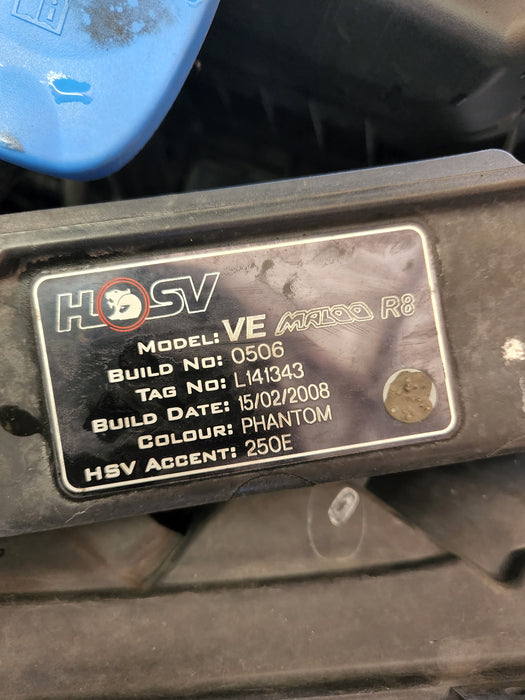 HSV
MODEL: VE MALOO R8
BUILD NO: 0506
TAG NO: L141343
BUILD DATE: 15/02/2008
COLOUR: PHANTOM
HSV ACCENT: 250E